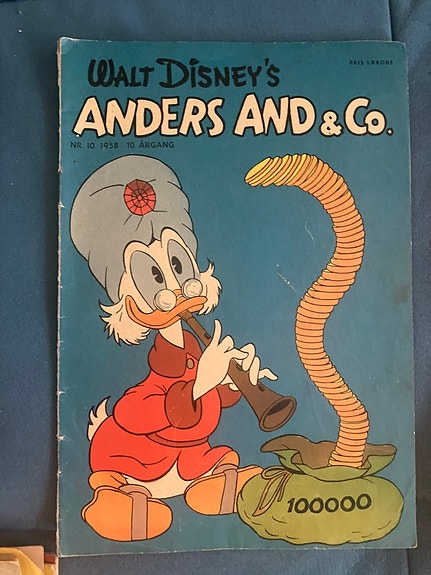 WALT DISNEY'S
PRIS 1 KRONE
ANDERS AND & CO.
NR. 10. 1958 . 10. ÅRGANG
100000